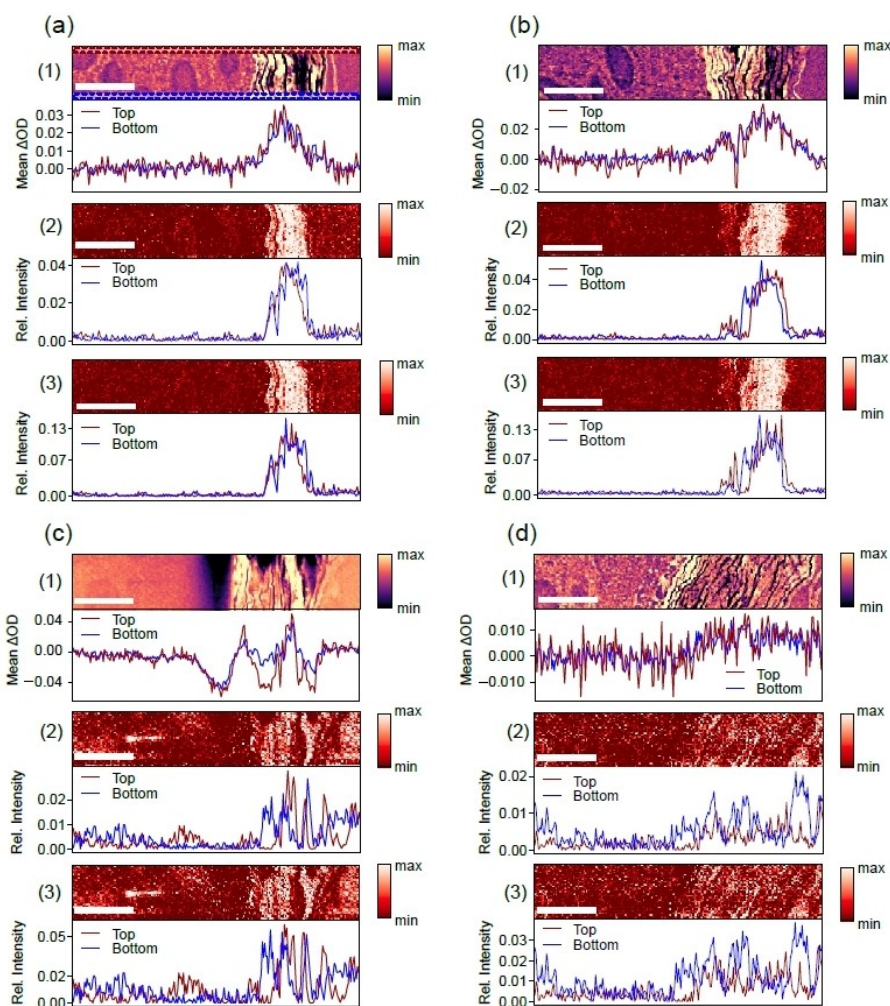 (a)
(1)
max
min
Mean ΔOD
0.03
0.02
0.01
0.00
Top
Bottom
(2)
max
min
Rel. Intensity
0.04
0.02
0.00
Top
Bottom
(3)
max
min
Rel. Intensity
0.13
0.07
0.00
Top
Bottom
(b)
(1)
max
min
Mean ΔOD
0.02
0.00
−0.02
Top
Bottom
(2)
max
min
Rel. Intensity
0.04
0.02
0.00
Top
Bottom
(3)
max
min
Rel. Intensity
0.13
0.07
0.00
Top
Bottom
(c)
(1)
max
min
Mean ΔOD
0.04
0.00
−0.04
Top
Bottom
(2)
max
min
Rel. Intensity
0.02
0.01
0.00
Top
Bottom
(3)
max
min
Rel. Intensity
0.05
0.02
0.00
Top
Bottom
(d)
(1)
max
min
Mean ΔOD
0.010
0.000
−0.010
Top
Bottom
(2)
max
min
Rel. Intensity
0.02
0.01
0.00
Top
Bottom
(3)
max
min
Rel. Intensity
0.03
0.02
0.00
Top
Bottom